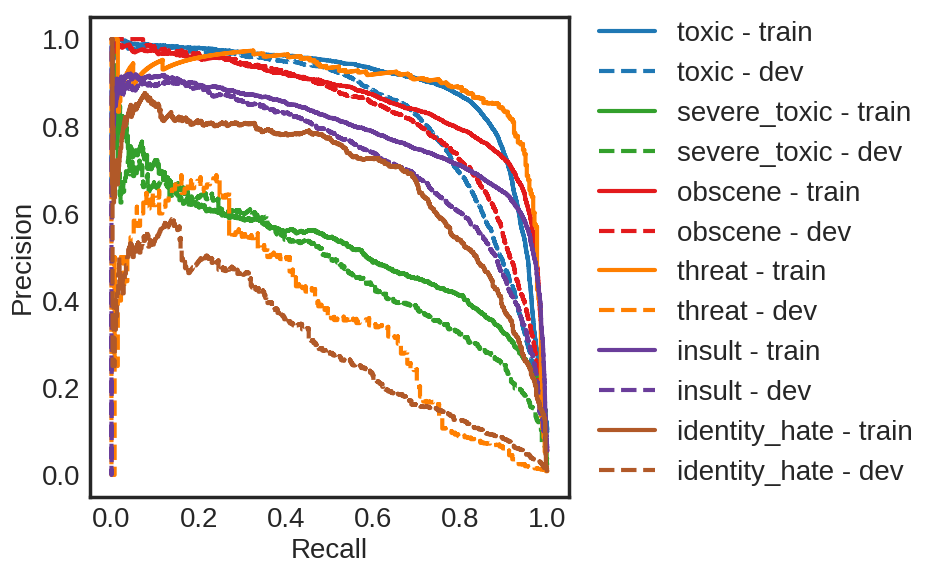 1.0
0.8
0.6
0.4
0.2
0.0
Precision
0.0 0.2 0.4 0.6 0.8 1.0
Recall
toxic - train
toxic - dev
severe_toxic - train
severe_toxic - dev
obscene - train
obscene - dev
threat - train
threat - dev
insult - train
insult - dev
identity_hate - train
identity_hate - dev